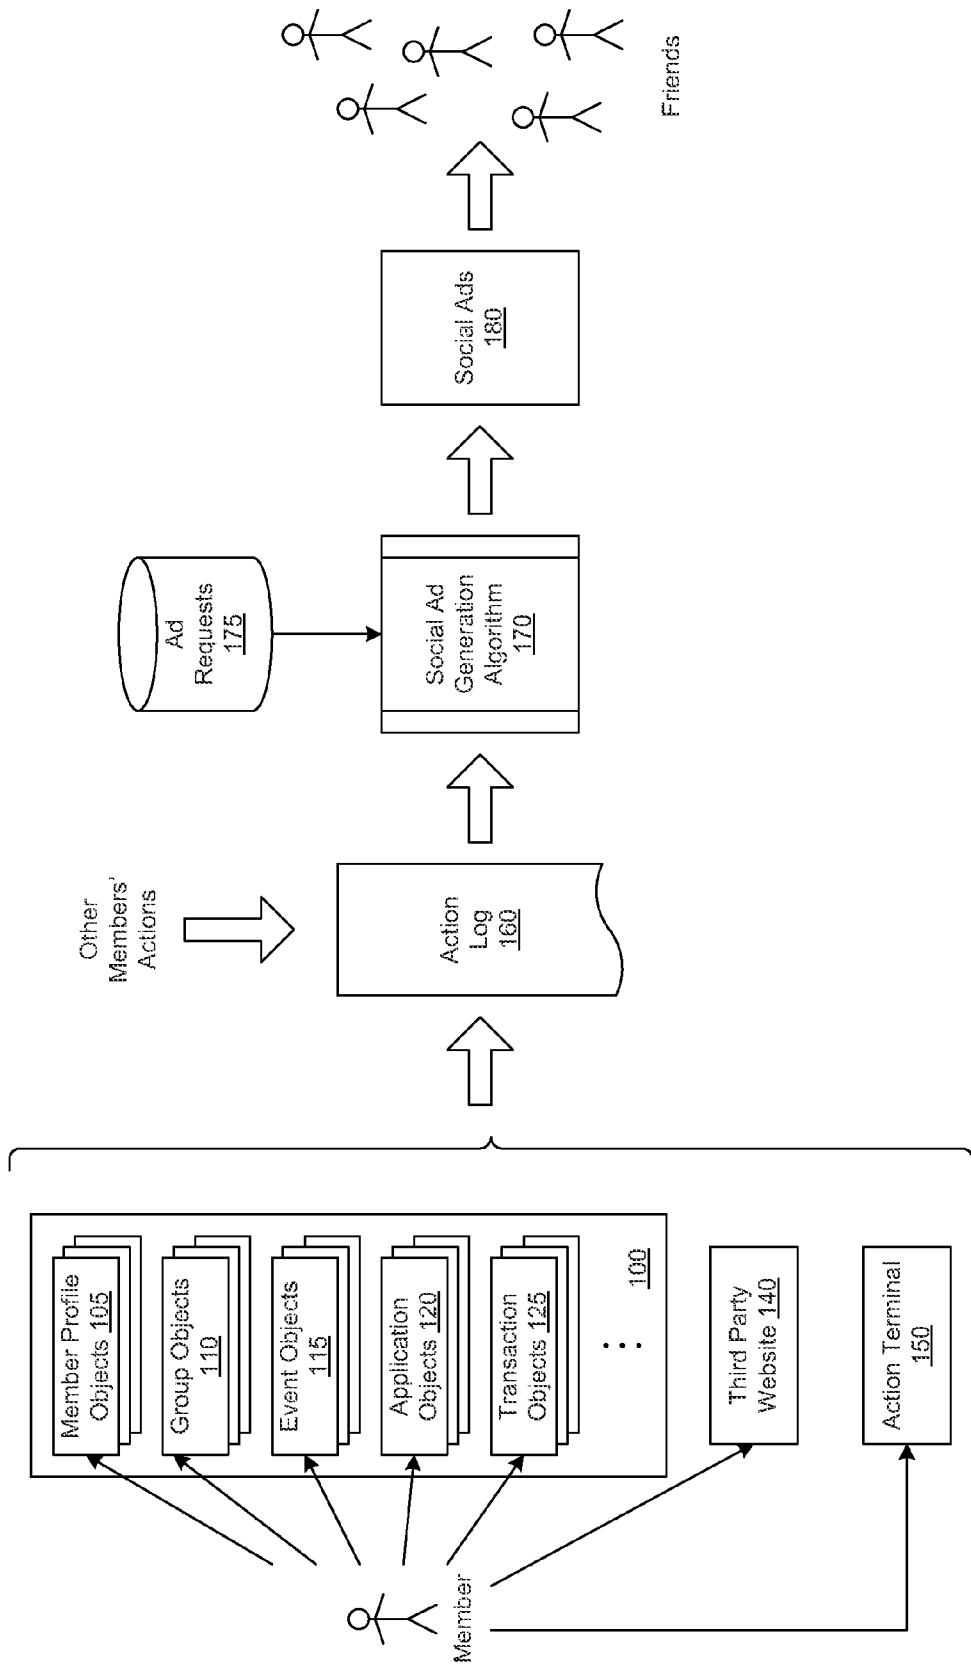 Member
Member Profile
Objects 105
Group Objects
110
Event Objects
115
Application
Objects 120
Transaction
Objects 125
...
100
Third Party
Website 140
Action Terminal
150
Other
Members'
Actions
Action
Log
160
Ad
Requests
175
Social Ad
Generation
Algorithm
170
Social Ads
180
Friends